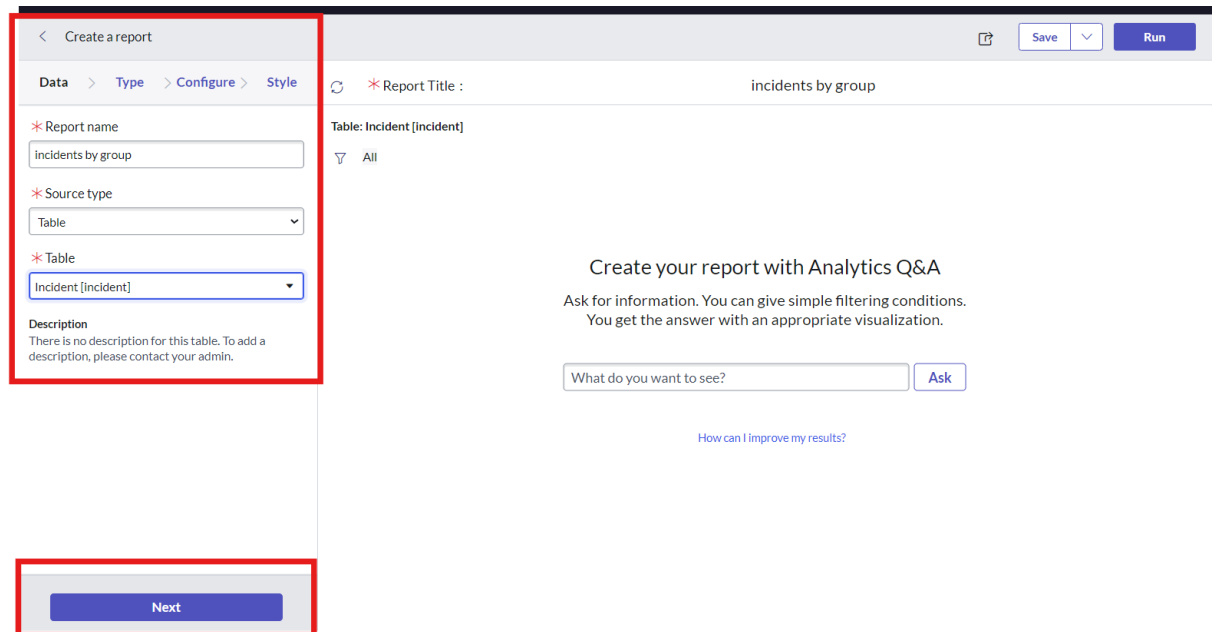 Create a report
Save
Run
Data
Type
Configure
Style
Report Title :
incidents by group
Report name
incidents by group
Source type
Table
Table
Incident [incident]
Description
There is no description for this table. To add a
description, please contact your admin.
Next
Table: Incident [incident]
All
Create your report with Analytics Q&A
Ask for information. You can give simple filtering conditions.
You get the answer with an appropriate visualization.
What do you want to see?
Ask
How can I improve my results?